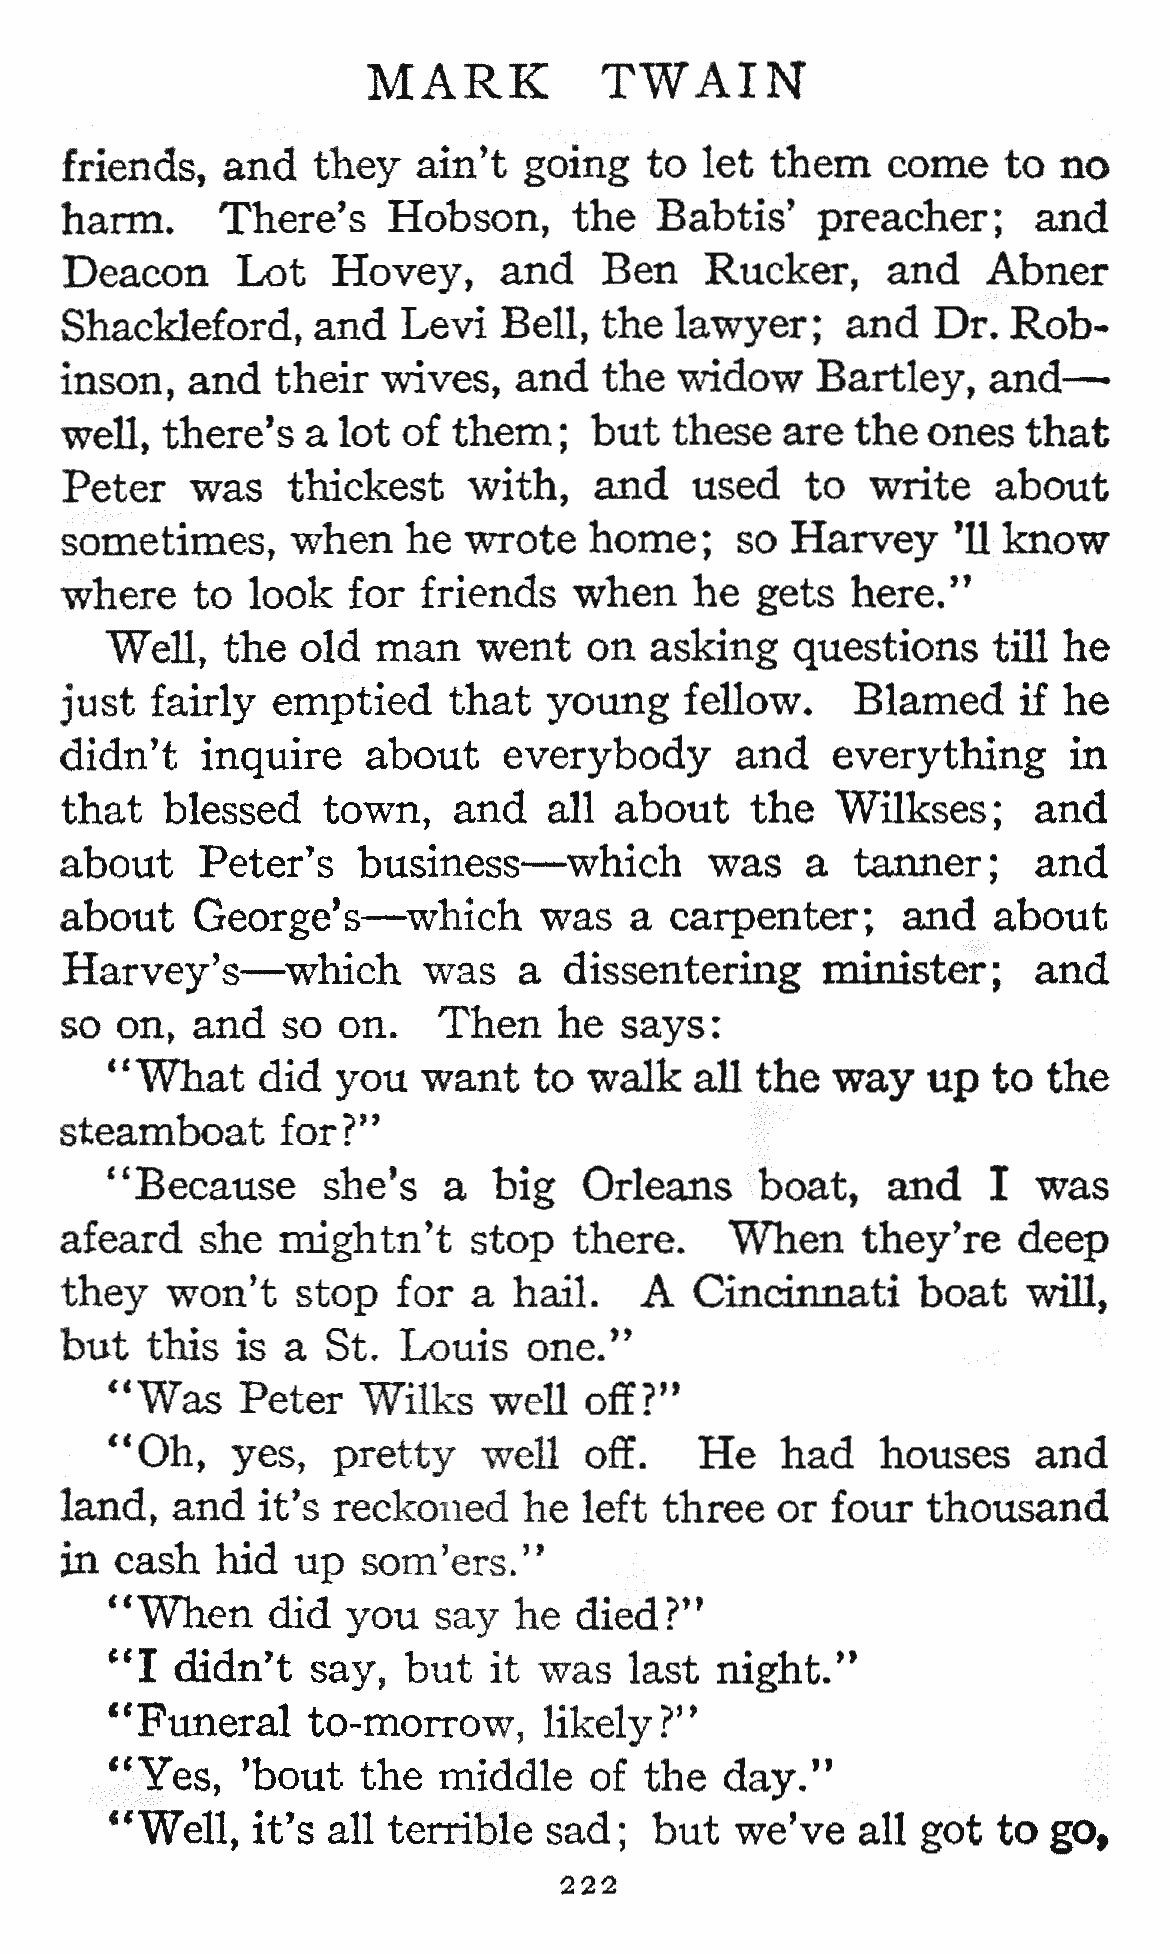 MARK TWAIN
friends, and they ain't going to let them come to no
harm. There's Hobson, the Babtis' preacher; and
Deacon Lot Hovey, and Ben Rucker, and Abner
Shackleford, and Levi Bell, the lawyer; and Dr. Rob-
inson, and their wives, and the widow Bartley, and—
well, there's a lot of them; but these are the ones that
Peter was thickest with, and used to write about
sometimes, when he wrote home; so Harvey 'll know
where to look for friends when he gets here."
Well, the old man went on asking questions till he
just fairly emptied that young fellow. Blamed if he
didn't inquire about everybody and everything in
that blessed town, and all about the Wilkses; and
about Peter's business—which was a tanner; and
about George's—which was a carpenter; and about
Harvey's—which was a dissentering minister; and
so on, and so on. Then he says:
"What did you want to walk all the way up to the
steamboat for?"
"Because she's a big Orleans boat, and I was
afeard she mightn't stop there. When they're deep
they won't stop for a hail. A Cincinnati boat will,
but this is a St. Louis one."
"Was Peter Wilks well off?"
"Oh, yes, pretty well off. He had houses and
land, and it's reckoned he left three or four thousand
in cash hid up som'ers."
"When did you say he died?"
"I didn't say, but it was last night."
"Funeral to-morrow, likely?"
"Yes, 'bout the middle of the day."
"Well, it's all terrible sad; but we've all got to go,
222